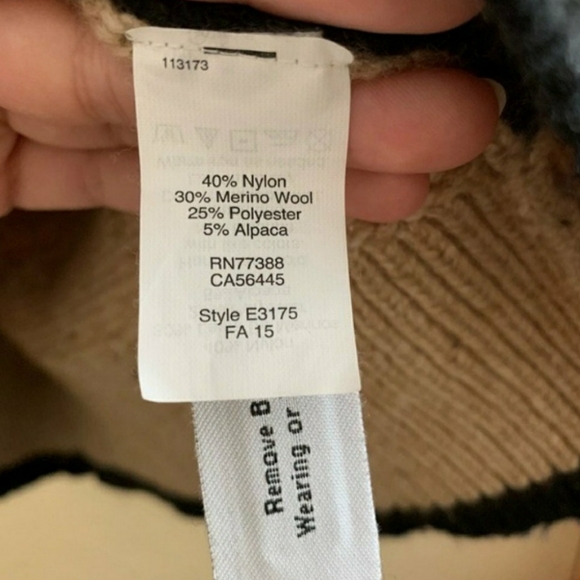 113173
40% Nylon
30% Merino Wool
25% Polyester
5% Alpaca
RN77388
CA56445
Style E3175
FA 15
Remove B
Wearing or